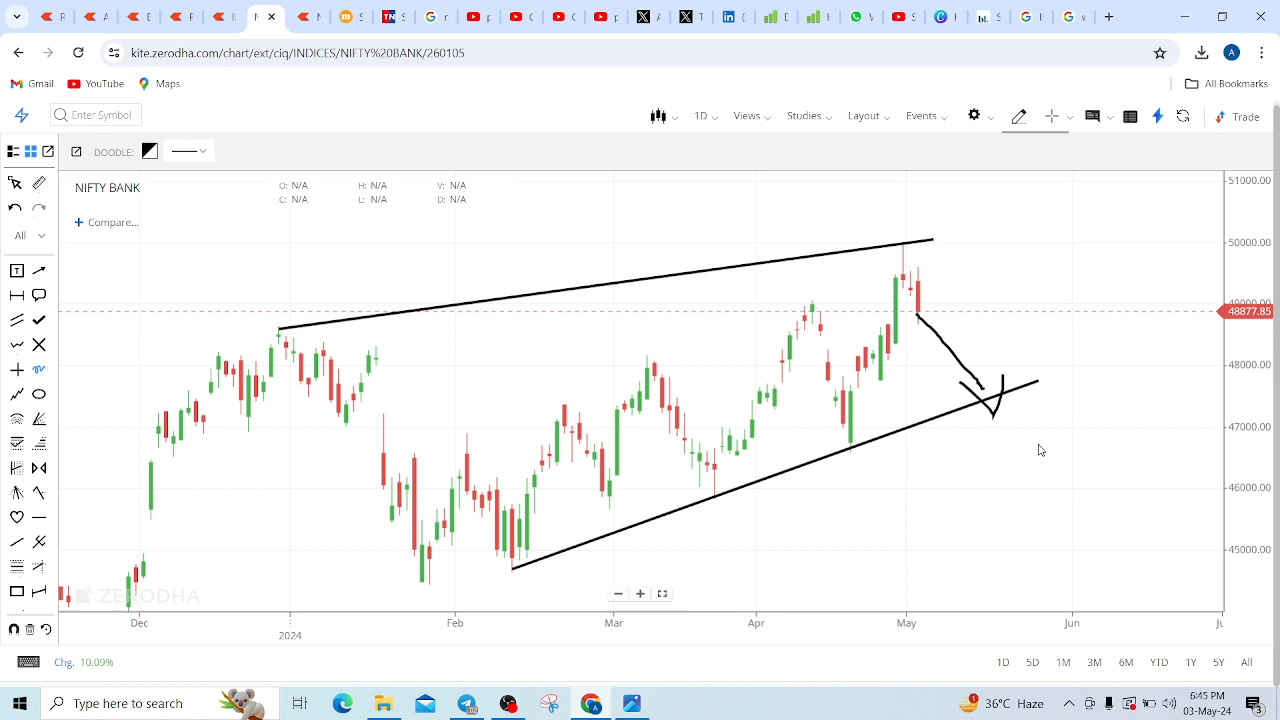 kite.zerodha.com/chart/ext/ciq/INDICES/NIFTY%20BANK/260105
A
Gmail
YouTube
Maps
All Bookmarks
Enter Symbol
1D
Views
Studies
Layout
Events
Trade
DOODLE:
NIFTY BANK
O: N/A
H: N/A
V: N/A
C: N/A
L: N/A
D: N/A
+ Compare...
All
51000.00
50000.00
49000.00
48877.85
48000.00
47000.00
46000.00
45000.00
ZERODHA
Dec
2024
Feb
Mar
Apr
May
Jun
Chg. 10.09%
1D 5D 1M 3M 6M YTD 1Y 5Y All
Type here to search
36°C Haze
6:45 PM
03-May-24